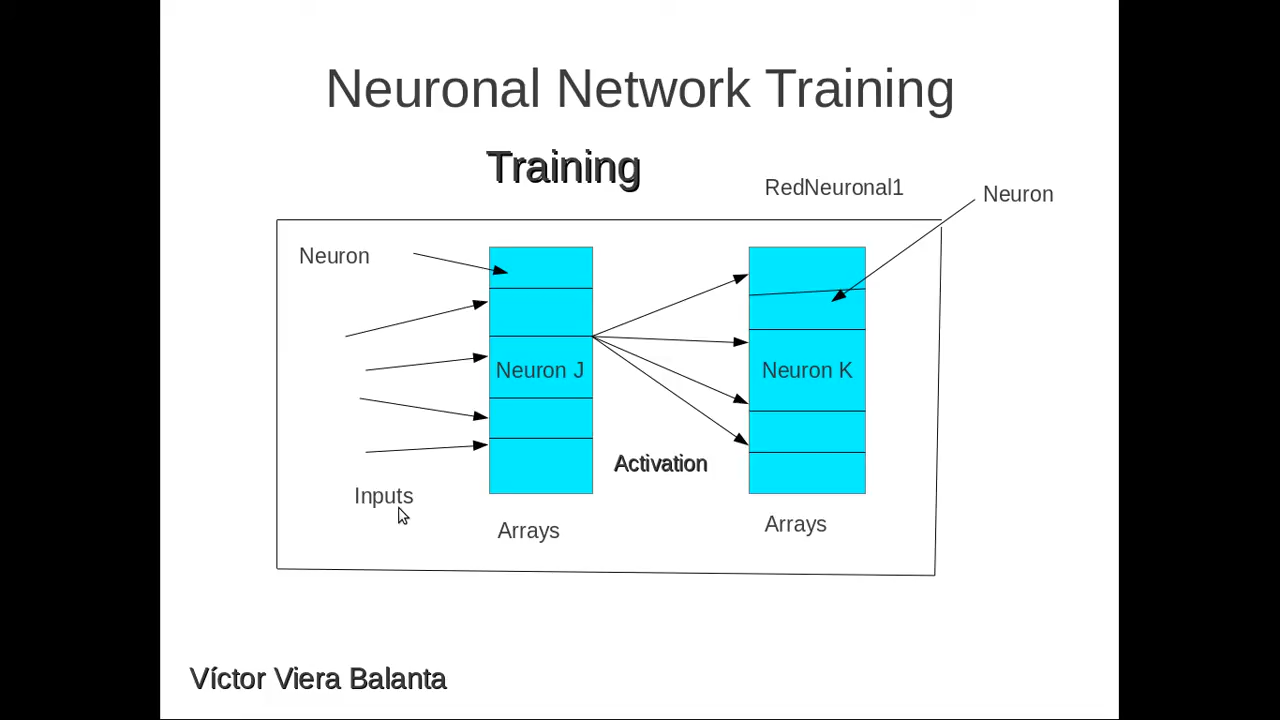 Neuronal Network Training
Training
RedNeuronal1
Neuron
Neuron
Neuron J
Neuron K
Activation
Inputs
Arrays
Arrays
Víctor Viera Balanta